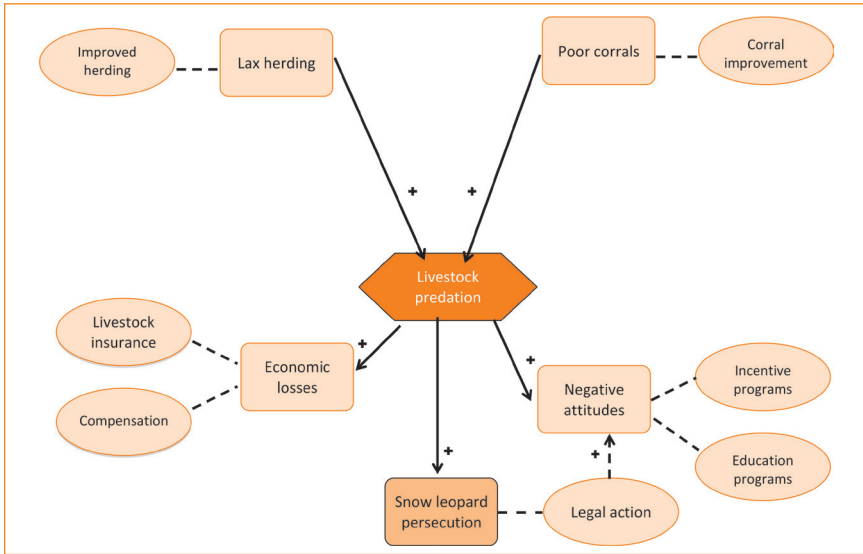 Improved
herding
Lax herding
Poor corrals
Corral
improvement
+
+
Livestock
predation
Livestock
insurance
Compensation
Economic
losses
+
+
Negative
attitudes
Incentive
programs
Education
programs
+
+
Snow leopard
persecution
Legal action